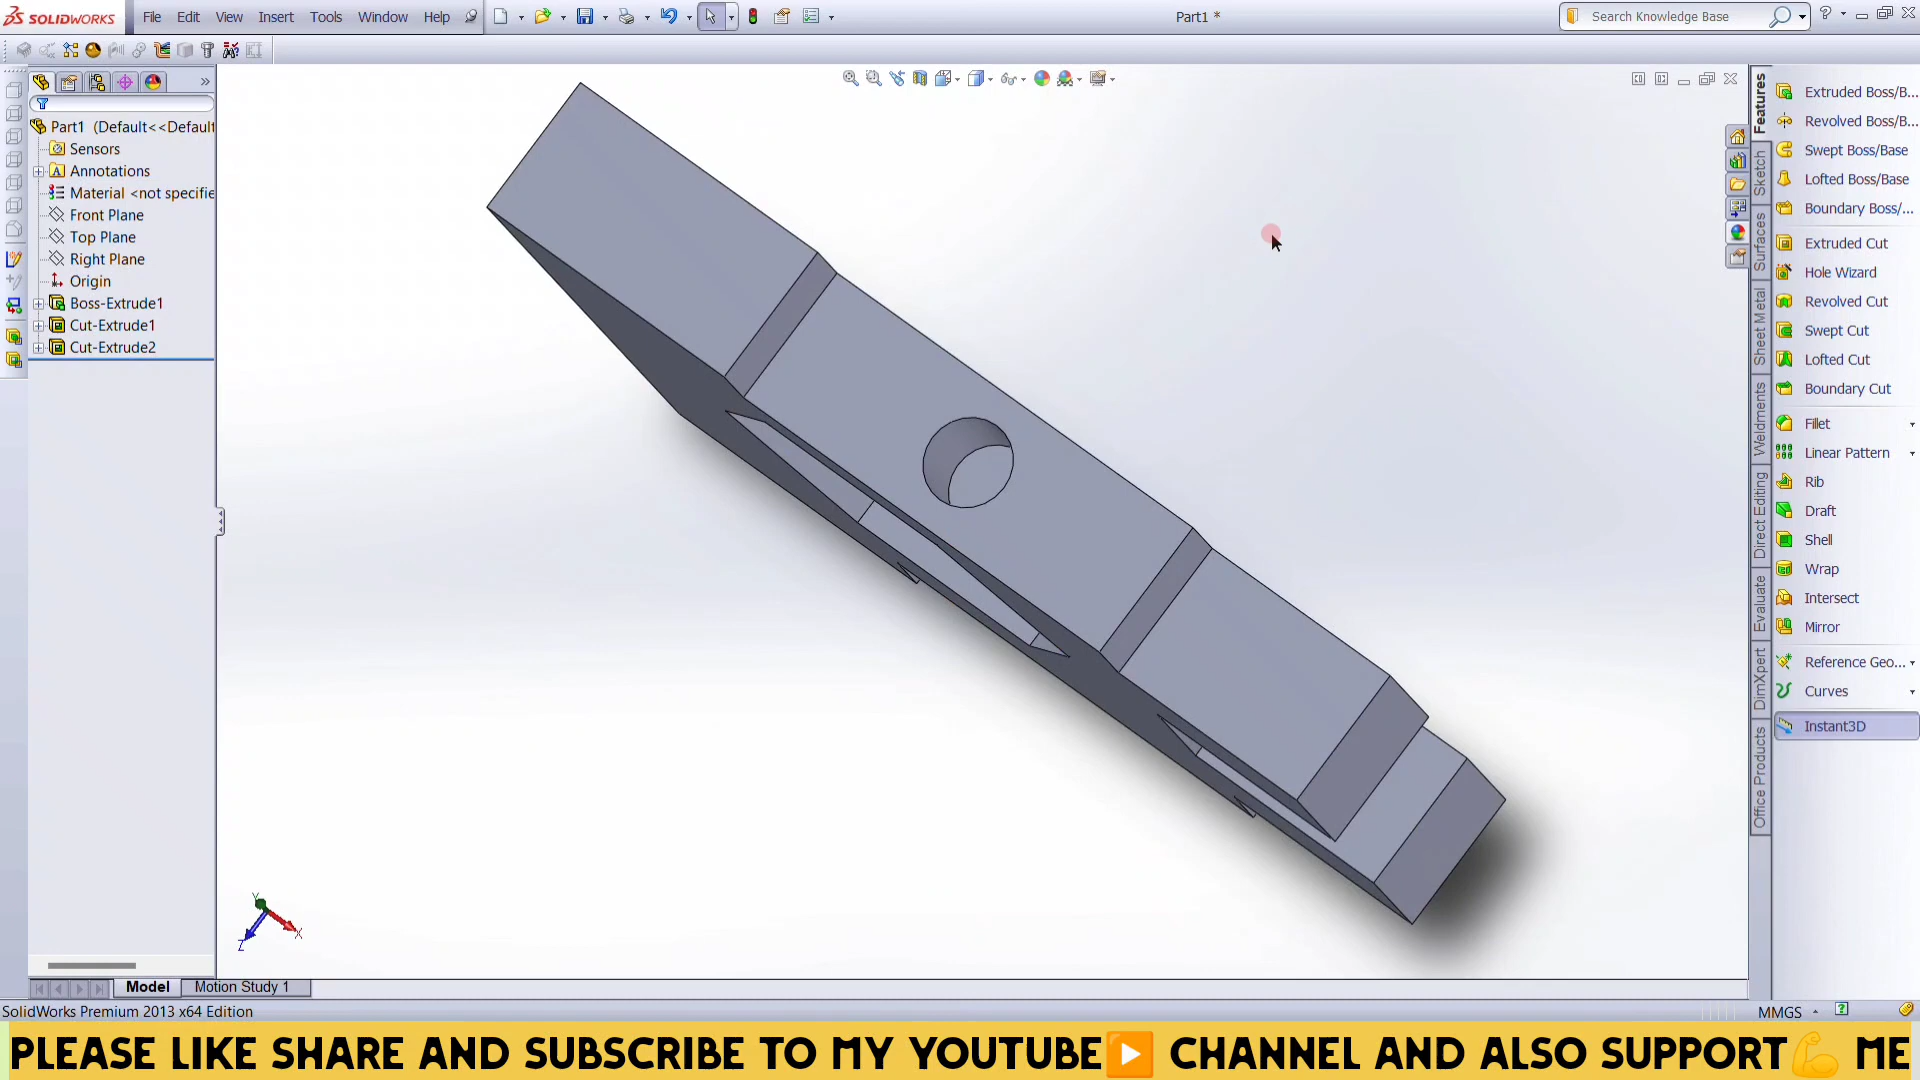 SOLIDWORKS File Edit View Insert Tools Window Help Part1 * Search Knowledge Base
Part1 (Default<<Default
Sensors
Annotations
Material <not specifie
Front Plane
Top Plane
Right Plane
Origin
Boss-Extrude1
Cut-Extrude1
Cut-Extrude2
Y
X
Z
Features
Sketch
Surfaces
Sheet Metal
Weldments
Direct Editing
Evaluate
DimXpert
Office Products
Extruded Boss/B...
Revolved Boss/B...
Swept Boss/Base
Lofted Boss/Base
Boundary Boss/...
Extruded Cut
Hole Wizard
Revolved Cut
Swept Cut
Lofted Cut
Boundary Cut
Fillet
Linear Pattern
Rib
Draft
Shell
Wrap
Intersect
Mirror
Reference Geo...
Curves
Instant3D
Model Motion Study 1
SolidWorks Premium 2013 x64 Edition MMGS
PLEASE LIKE SHARE AND SUBSCRIBE TO MY YOUTUBE▶️ CHANNEL AND ALSO SUPPORT💪 ME